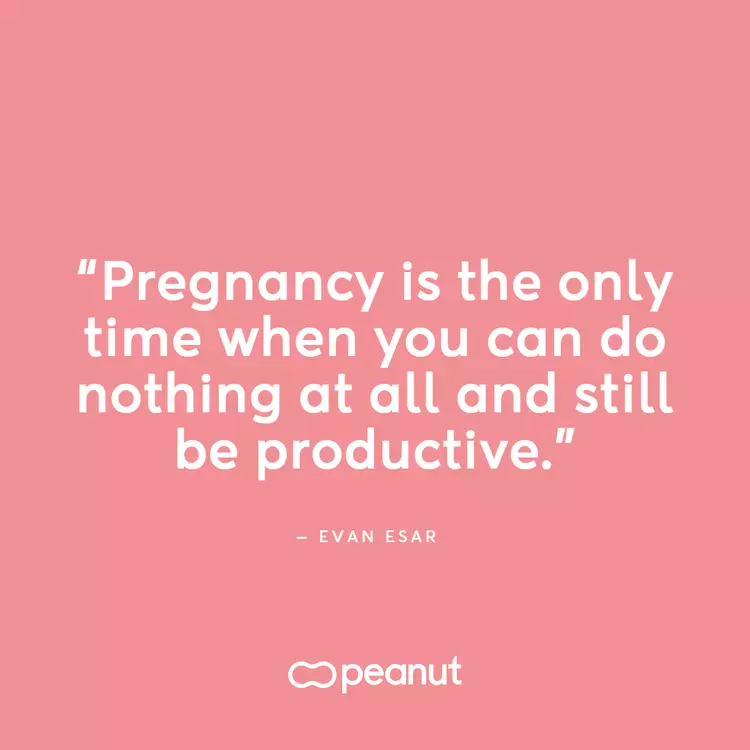 “Pregnancy is the only
time when you can do
nothing at all and still
be productive.”
– EVAN ESAR
peanut